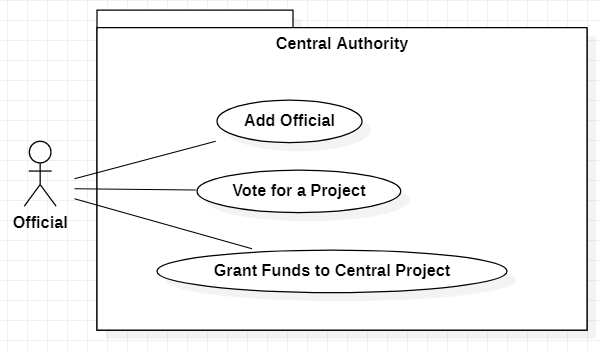 Central Authority
Add Official
Vote for a Project
Official
Grant Funds to Central Project